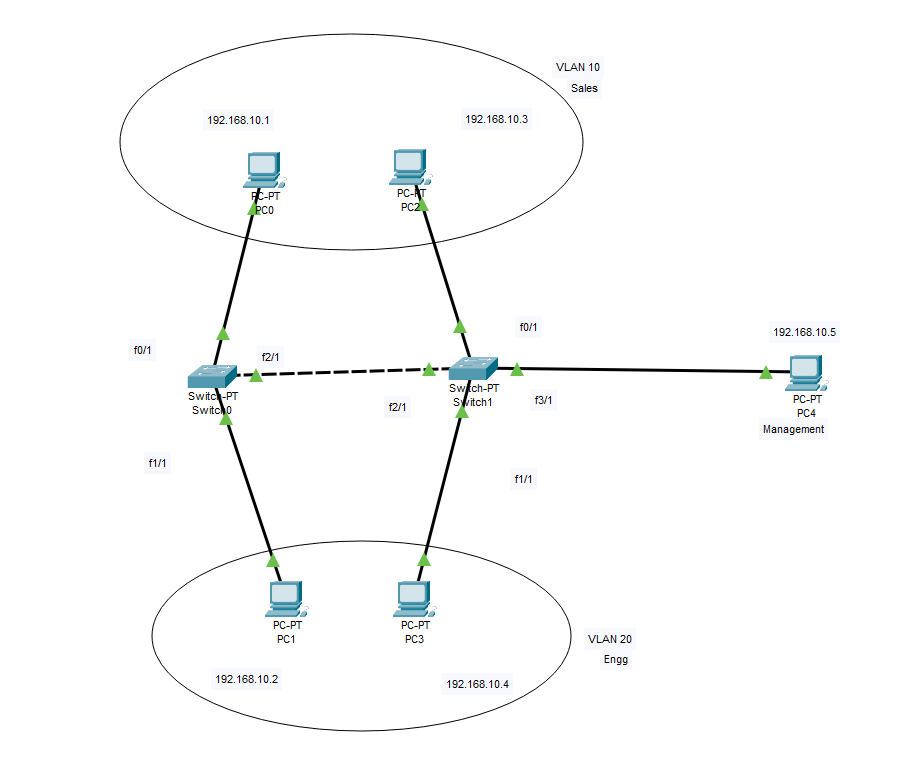 VLAN 10
Sales
192.168.10.1
192.168.10.3
PC-PT
PC0
PC-PT
PC2
f0/1
192.168.10.5
f0/1
f2/1
Switch-PT
Switch0
Switch-PT
Switch1
f2/1
f3/1
PC-PT
PC4
Management
f1/1
f1/1
PC-PT
PC1
PC-PT
PC3
VLAN 20
Engg
192.168.10.2
192.168.10.4